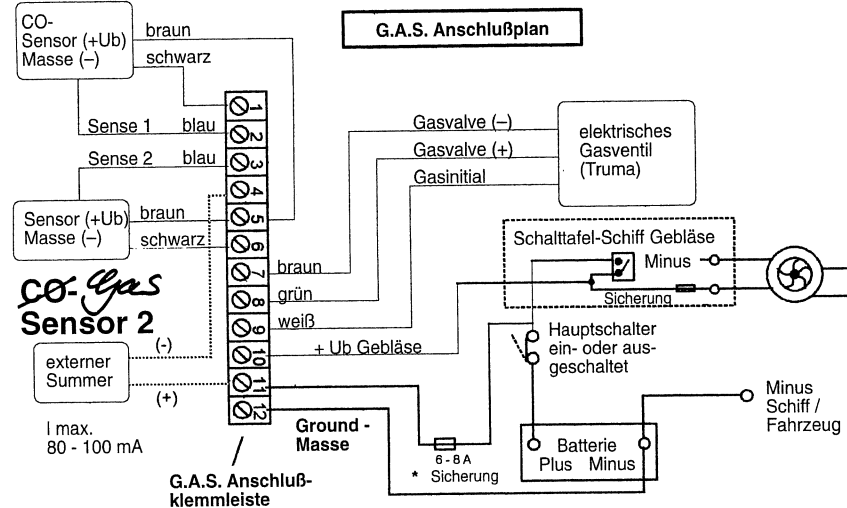 G.A.S. Anschlußplan
CO-
Sensor (+Ub)
Masse (–)
braun
schwarz
Sense 1 blau
Sense 2 blau
Sensor (+Ub)
Masse (–)
braun
schwarz
CO- Gas
Sensor 2
externer
Summer
(-)
(+)
I max.
80 - 100 mA
1
2
3
4
5
6
7
8
9
10
11
12
G.A.S. Anschluß-
klemmleiste
braun
grün
weiß
+ Ub Gebläse
Ground -
Masse
Gasvalve (–)
Gasvalve (+)
Gasinitial
elektrisches
Gasventil
(Truma)
Schalttafel-Schiff Gebläse
Minus
Sicherung
Hauptschalter
ein- oder aus-
geschaltet
6 - 8 A
* Sicherung
Batterie
Plus Minus
Minus
Schiff /
Fahrzeug